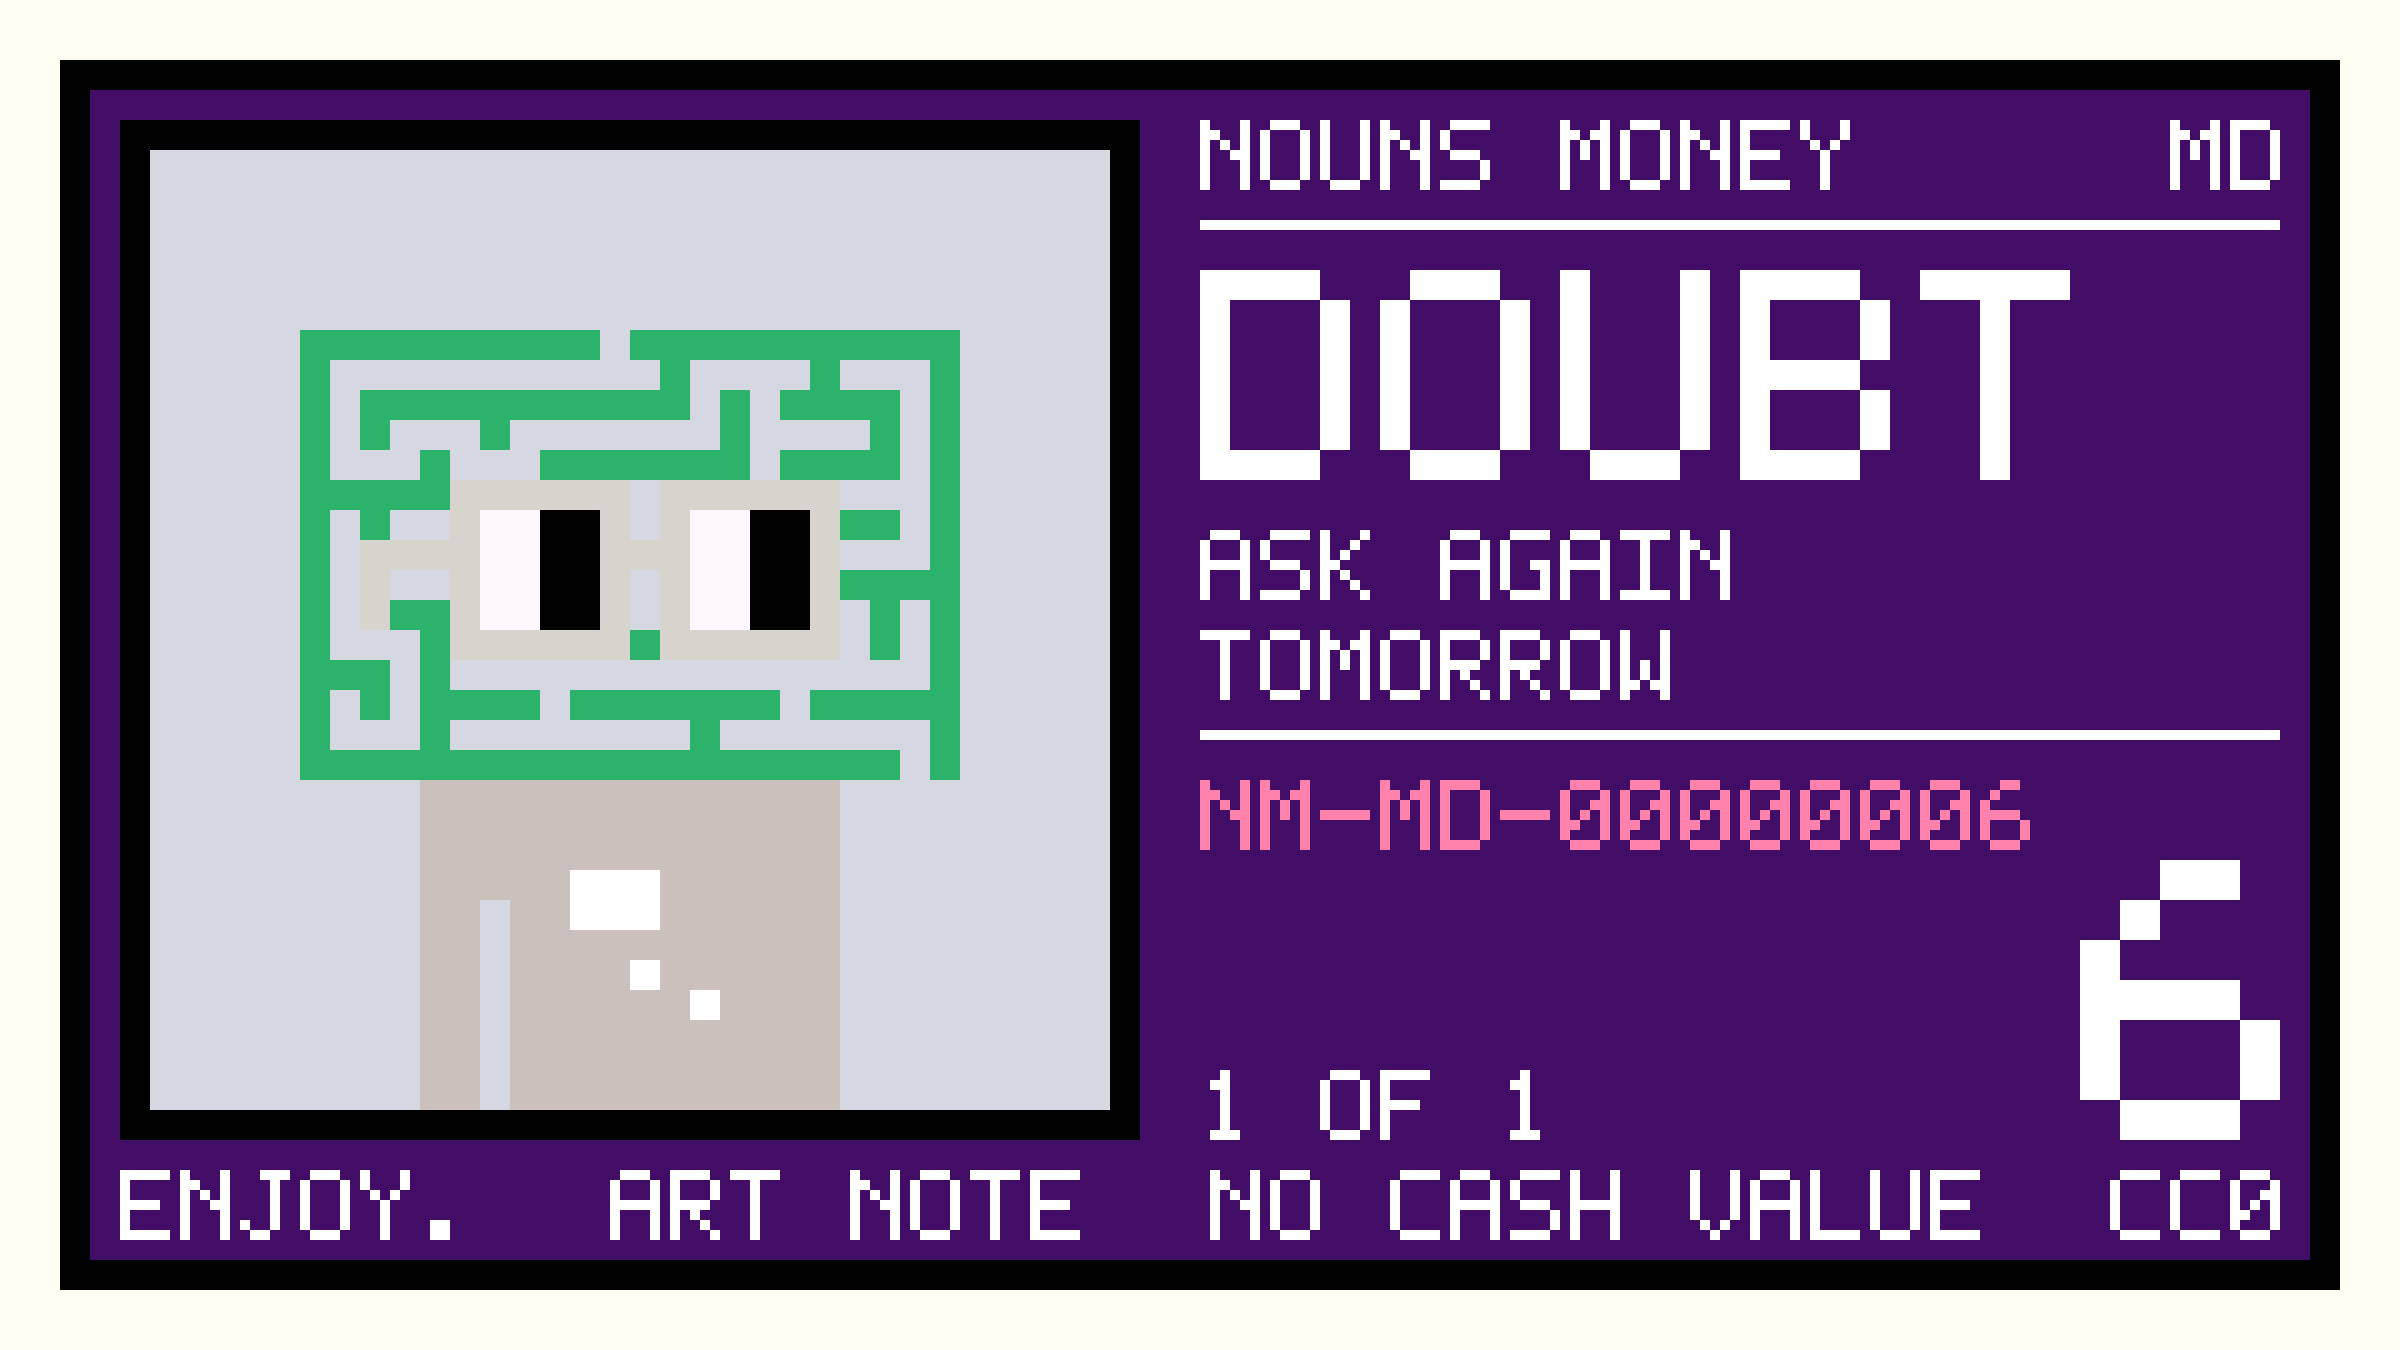 NOUNS MONEY MD
DOUBT
ASK AGAIN
TOMORROW
NM-MD-00000006
6
1 OF 1
ENJOY. ART NOTE NO CASH VALUE CC0